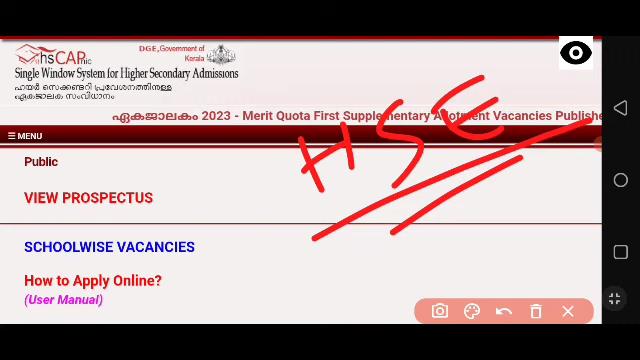 hsCAPnic
DGE,Government of
Kerala
Single Window System for Higher Secondary Admissions
ഹയർ സെക്കണ്ടറി പ്രവേശനത്തിനുള്ള
ഏകജാലക സംവിധാനം
ഏകജാലകം 2023 - Merit Quota First Supplementary Allotment Vacancies Publishe
HSE
☰ MENU
Public
VIEW PROSPECTUS
SCHOOLWISE VACANCIES
How to Apply Online?
(User Manual)